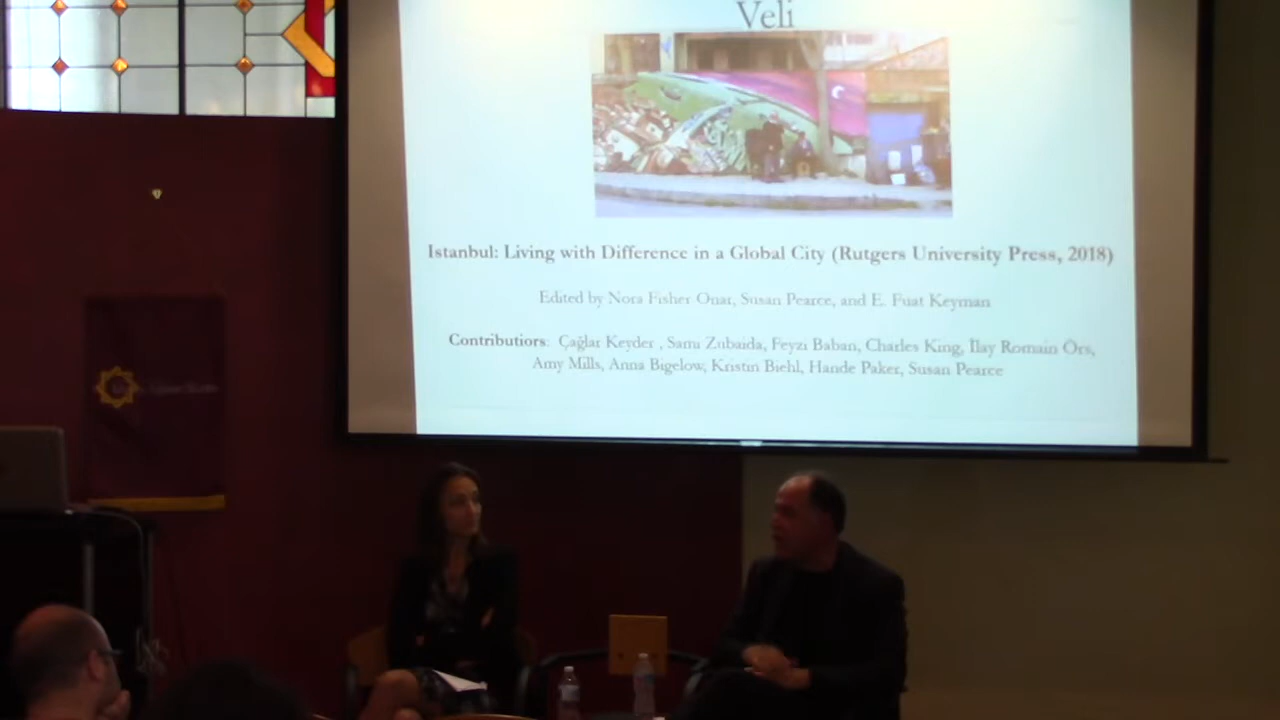 Veli
Istanbul: Living with Difference in a Global City (Rutgers University Press, 2018)
Edited by Nora Fisher Onar, Susan Pearce, and E. Fuat Keyman
Contributiors: Çağlar Keyder , Sami Zubaida, Feyzi Baban, Charles King, Ilay Romain Örs,
Amy Mills, Anna Bigelow, Kristin Biehl, Hande Paker, Susan Pearce